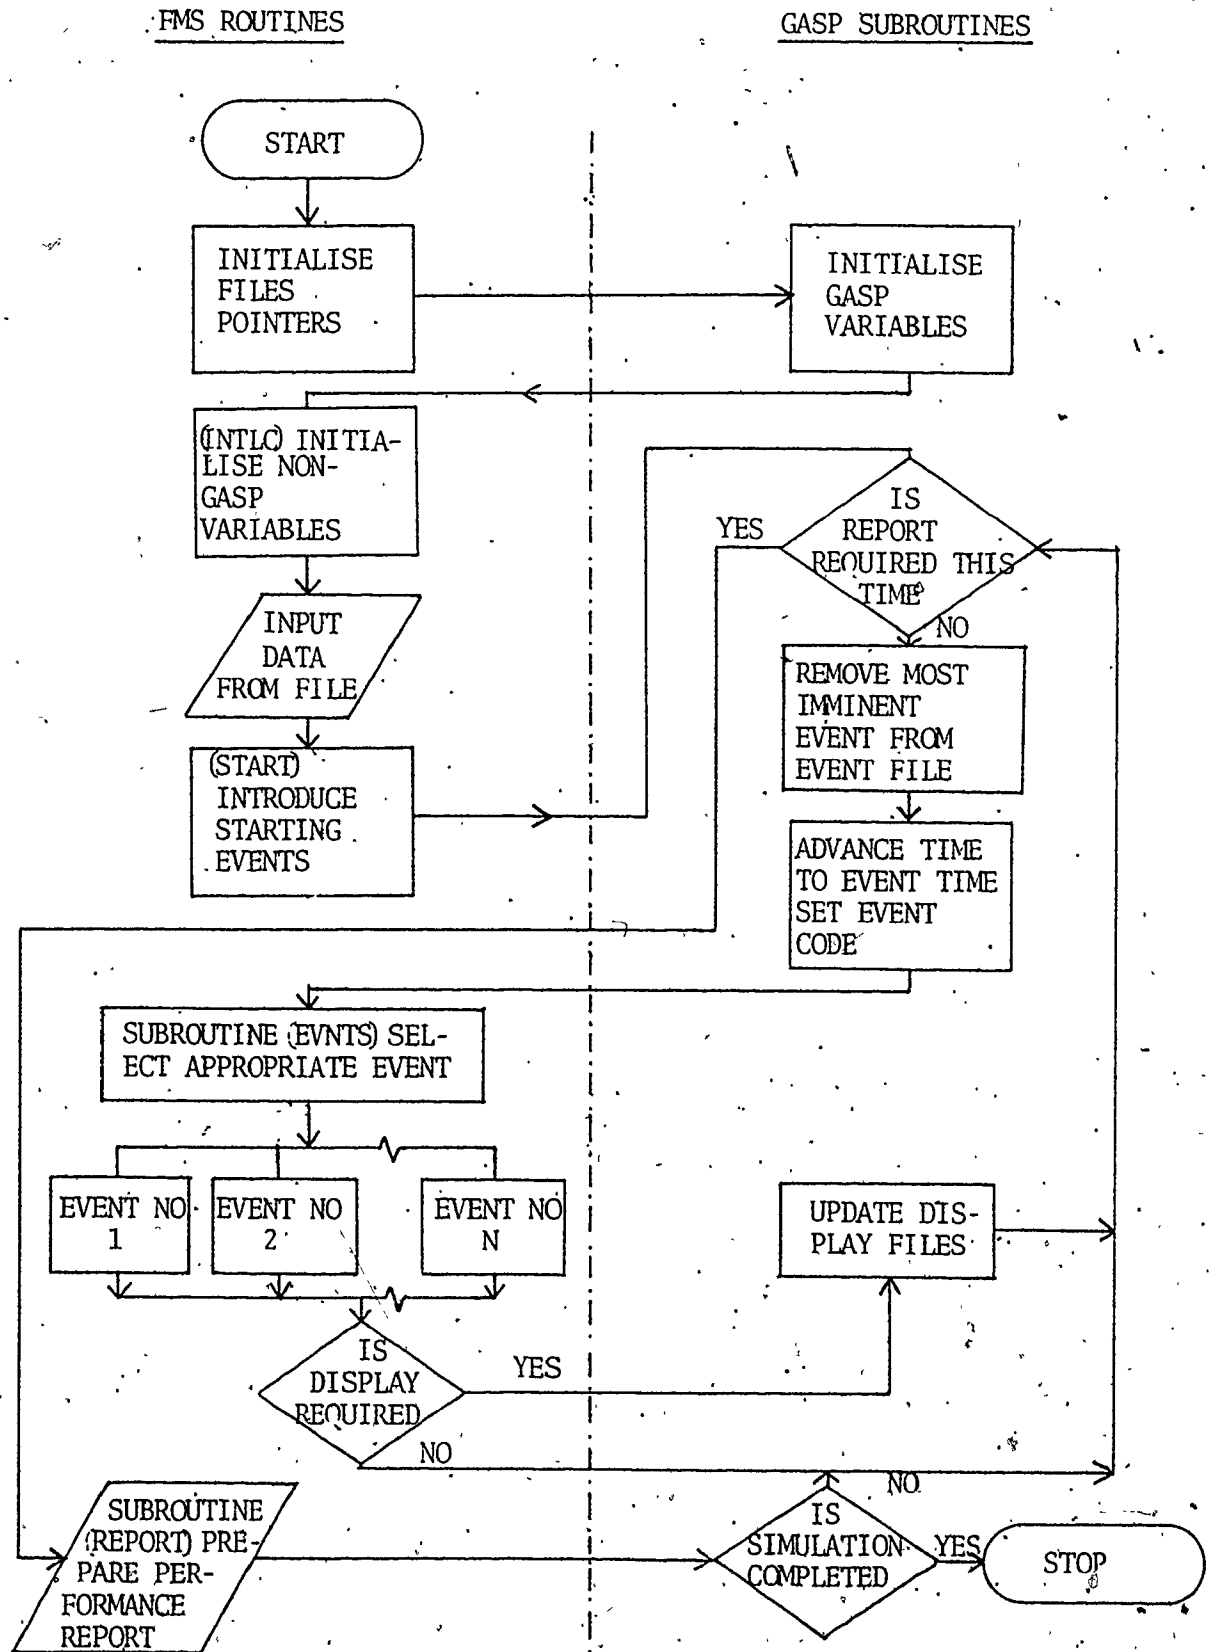 FMS ROUTINES
GASP SUBROUTINES
START
INITIALISE
FILES
POINTERS
INITIALISE
GASP
VARIABLES
(INTLC) INITIA-
LISE NON-
GASP
VARIABLES
INPUT
DATA
FROM FILE
(START)
INTRODUCE
STARTING
EVENTS
IS
REPORT
REQUIRED THIS
TIME
YES
NO
REMOVE MOST
IMMINENT
EVENT FROM
EVENT FILE
ADVANCE TIME
TO EVENT TIME
SET EVENT
CODE
SUBROUTINE (EVNTS) SEL-
ECT APPROPRIATE EVENT
EVENT NO
1
EVENT NO
2
EVENT NO
N
UPDATE DIS-
PLAY FILES
IS
DISPLAY
REQUIRED
YES
NO
SUBROUTINE
(REPORT) PRE-
PARE PER-
FORMANCE
REPORT
IS
SIMULATION
COMPLETED
NO
YES
STOP